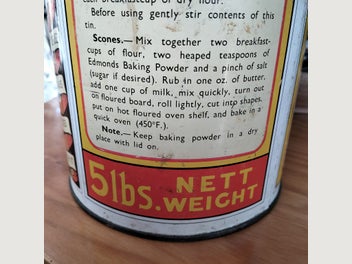 each breakfastcup of dry flour.
Before using gently stir contents of this
tin.
Scones.—Mix together two breakfast-
cups of flour, two heaped teaspoons of
Edmonds Baking Powder and a pinch of salt
(sugar if desired). Rub in one oz. of butter,
add one cup of milk, mix quickly, turn out
on floured board, roll lightly, cut into shapes,
put on hot floured oven shelf, and bake in a
quick oven (450°F.).
Note.—Keep baking powder in a dry
place with lid on.
5lbs. NETT
WEIGHT